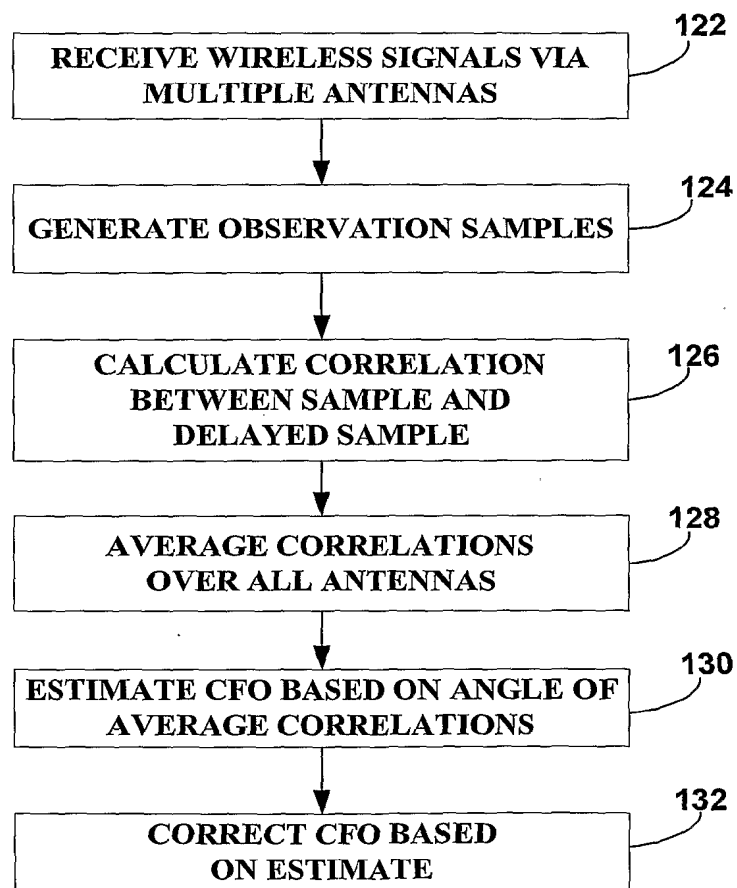 122
RECEIVE WIRELESS SIGNALS VIA
MULTIPLE ANTENNAS
124
GENERATE OBSERVATION SAMPLES
126
CALCULATE CORRELATION
BETWEEN SAMPLE AND
DELAYED SAMPLE
128
AVERAGE CORRELATIONS
OVER ALL ANTENNAS
130
ESTIMATE CFO BASED ON ANGLE OF
AVERAGE CORRELATIONS
132
CORRECT CFO BASED
ON ESTIMATE